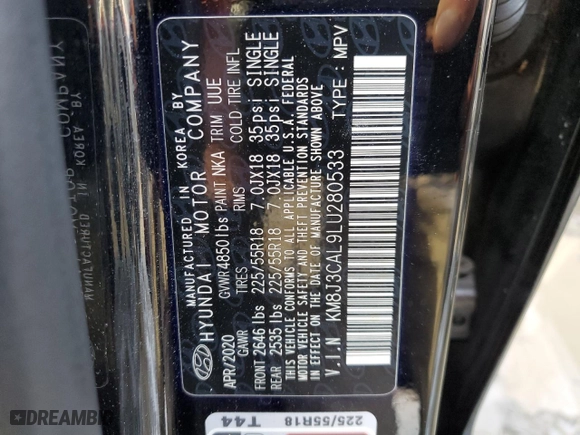 MANUFACTURED IN KOREA BY
HYUNDAI MOTOR COMPANY
APR/2020 GVWR 4850 lbs PAINT NKA TRIM UUE
GAWR TIRES RIMS COLD TIRE INFL
FRONT 2646 lbs 225/55R18 7.0JX18 35psi SINGLE
REAR 2535 lbs 225/55R18 7.0JX18 35psi SINGLE
THIS VEHICLE CONFORMS TO ALL APPLICABLE U.S.A. FEDERAL
MOTOR VEHICLE SAFETY AND THEFT PREVENTION STANDARDS
IN EFFECT ON THE DATE OF MANUFACTURE SHOWN ABOVE
V.I.N KM8J3CAL9LU280533 TYPE: MPV
225/55R18
T44
DREAMBID